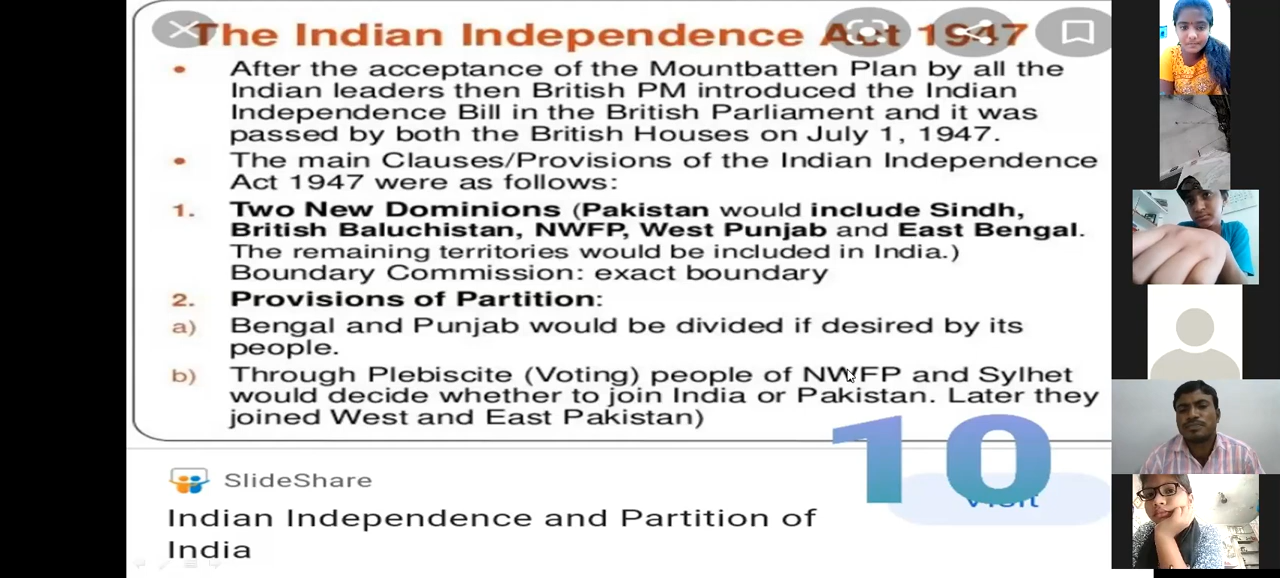 The Indian Independence Act 1947
• After the acceptance of the Mountbatten Plan by all the
Indian leaders then British PM introduced the Indian
Independence Bill in the British Parliament and it was
passed by both the British Houses on July 1, 1947.
• The main Clauses/Provisions of the Indian Independence
Act 1947 were as follows:
1. Two New Dominions (Pakistan would include Sindh,
British Baluchistan, NWFP, West Punjab and East Bengal.
The remaining territories would be included in India.)
Boundary Commission: exact boundary
2. Provisions of Partition:
a) Bengal and Punjab would be divided if desired by its
people.
b) Through Plebiscite (Voting) people of NWFP and Sylhet
would decide whether to join India or Pakistan. Later they
joined West and East Pakistan)
10
SlideShare
Visit
Indian Independence and Partition of
India